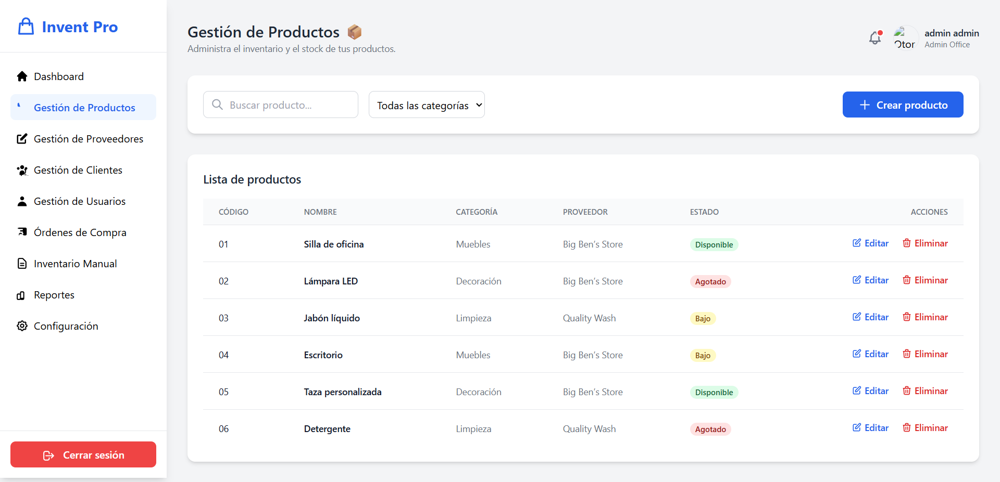 Invent Pro
Dashboard
Gestión de Productos
Gestión de Proveedores
Gestión de Clientes
Gestión de Usuarios
Órdenes de Compra
Inventario Manual
Reportes
Configuración
Cerrar sesión
Gestión de Productos
Administra el inventario y el stock de tus productos.
Otor
admin admin
Admin Office
Buscar producto...
Todas las categorías
Crear producto
Lista de productos
CÓDIGO NOMBRE CATEGORÍA PROVEEDOR ESTADO ACCIONES
01 Silla de oficina Muebles Big Ben’s Store Disponible Editar Eliminar
02 Lámpara LED Decoración Big Ben’s Store Agotado Editar Eliminar
03 Jabón líquido Limpieza Quality Wash Bajo Editar Eliminar
04 Escritorio Muebles Big Ben’s Store Bajo Editar Eliminar
05 Taza personalizada Decoración Big Ben’s Store Disponible Editar Eliminar
06 Detergente Limpieza Quality Wash Agotado Editar Eliminar